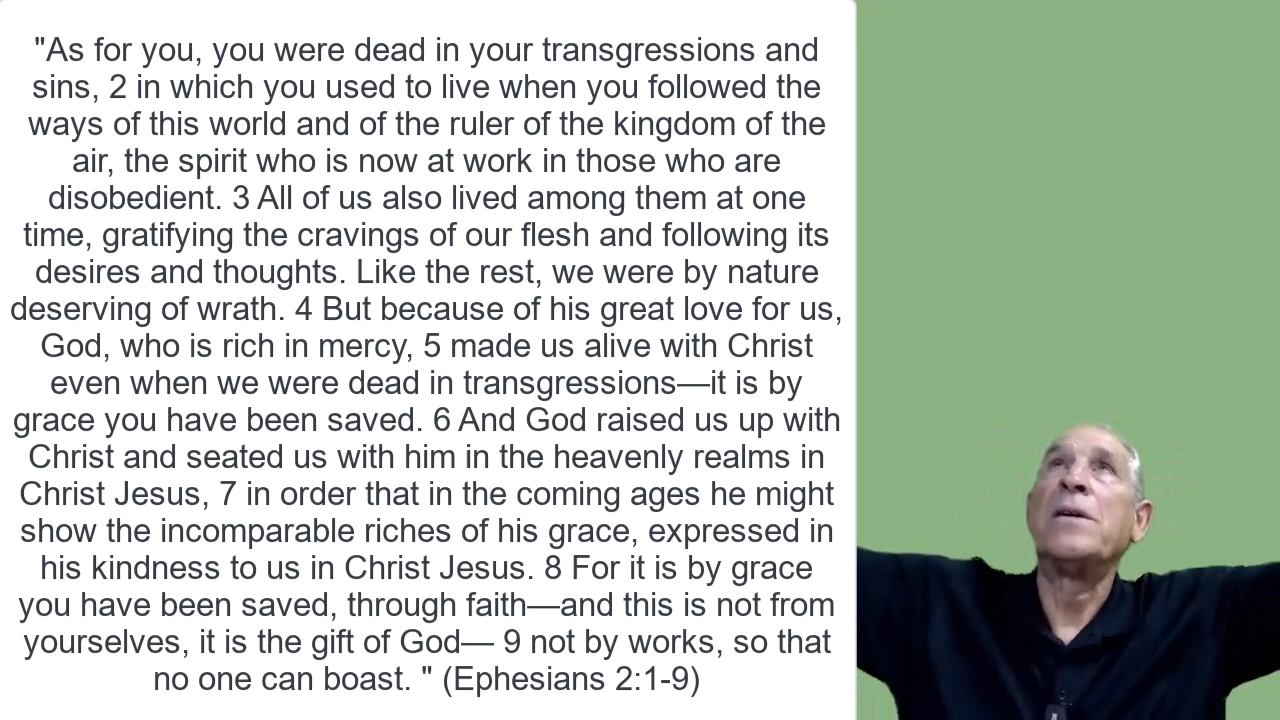 "As for you, you were dead in your transgressions and
sins, 2 in which you used to live when you followed the
ways of this world and of the ruler of the kingdom of the
air, the spirit who is now at work in those who are
disobedient. 3 All of us also lived among them at one
time, gratifying the cravings of our flesh and following its
desires and thoughts. Like the rest, we were by nature
deserving of wrath. 4 But because of his great love for us,
God, who is rich in mercy, 5 made us alive with Christ
even when we were dead in transgressions—it is by
grace you have been saved. 6 And God raised us up with
Christ and seated us with him in the heavenly realms in
Christ Jesus, 7 in order that in the coming ages he might
show the incomparable riches of his grace, expressed in
his kindness to us in Christ Jesus. 8 For it is by grace
you have been saved, through faith—and this is not from
yourselves, it is the gift of God— 9 not by works, so that
no one can boast. " (Ephesians 2:1-9)